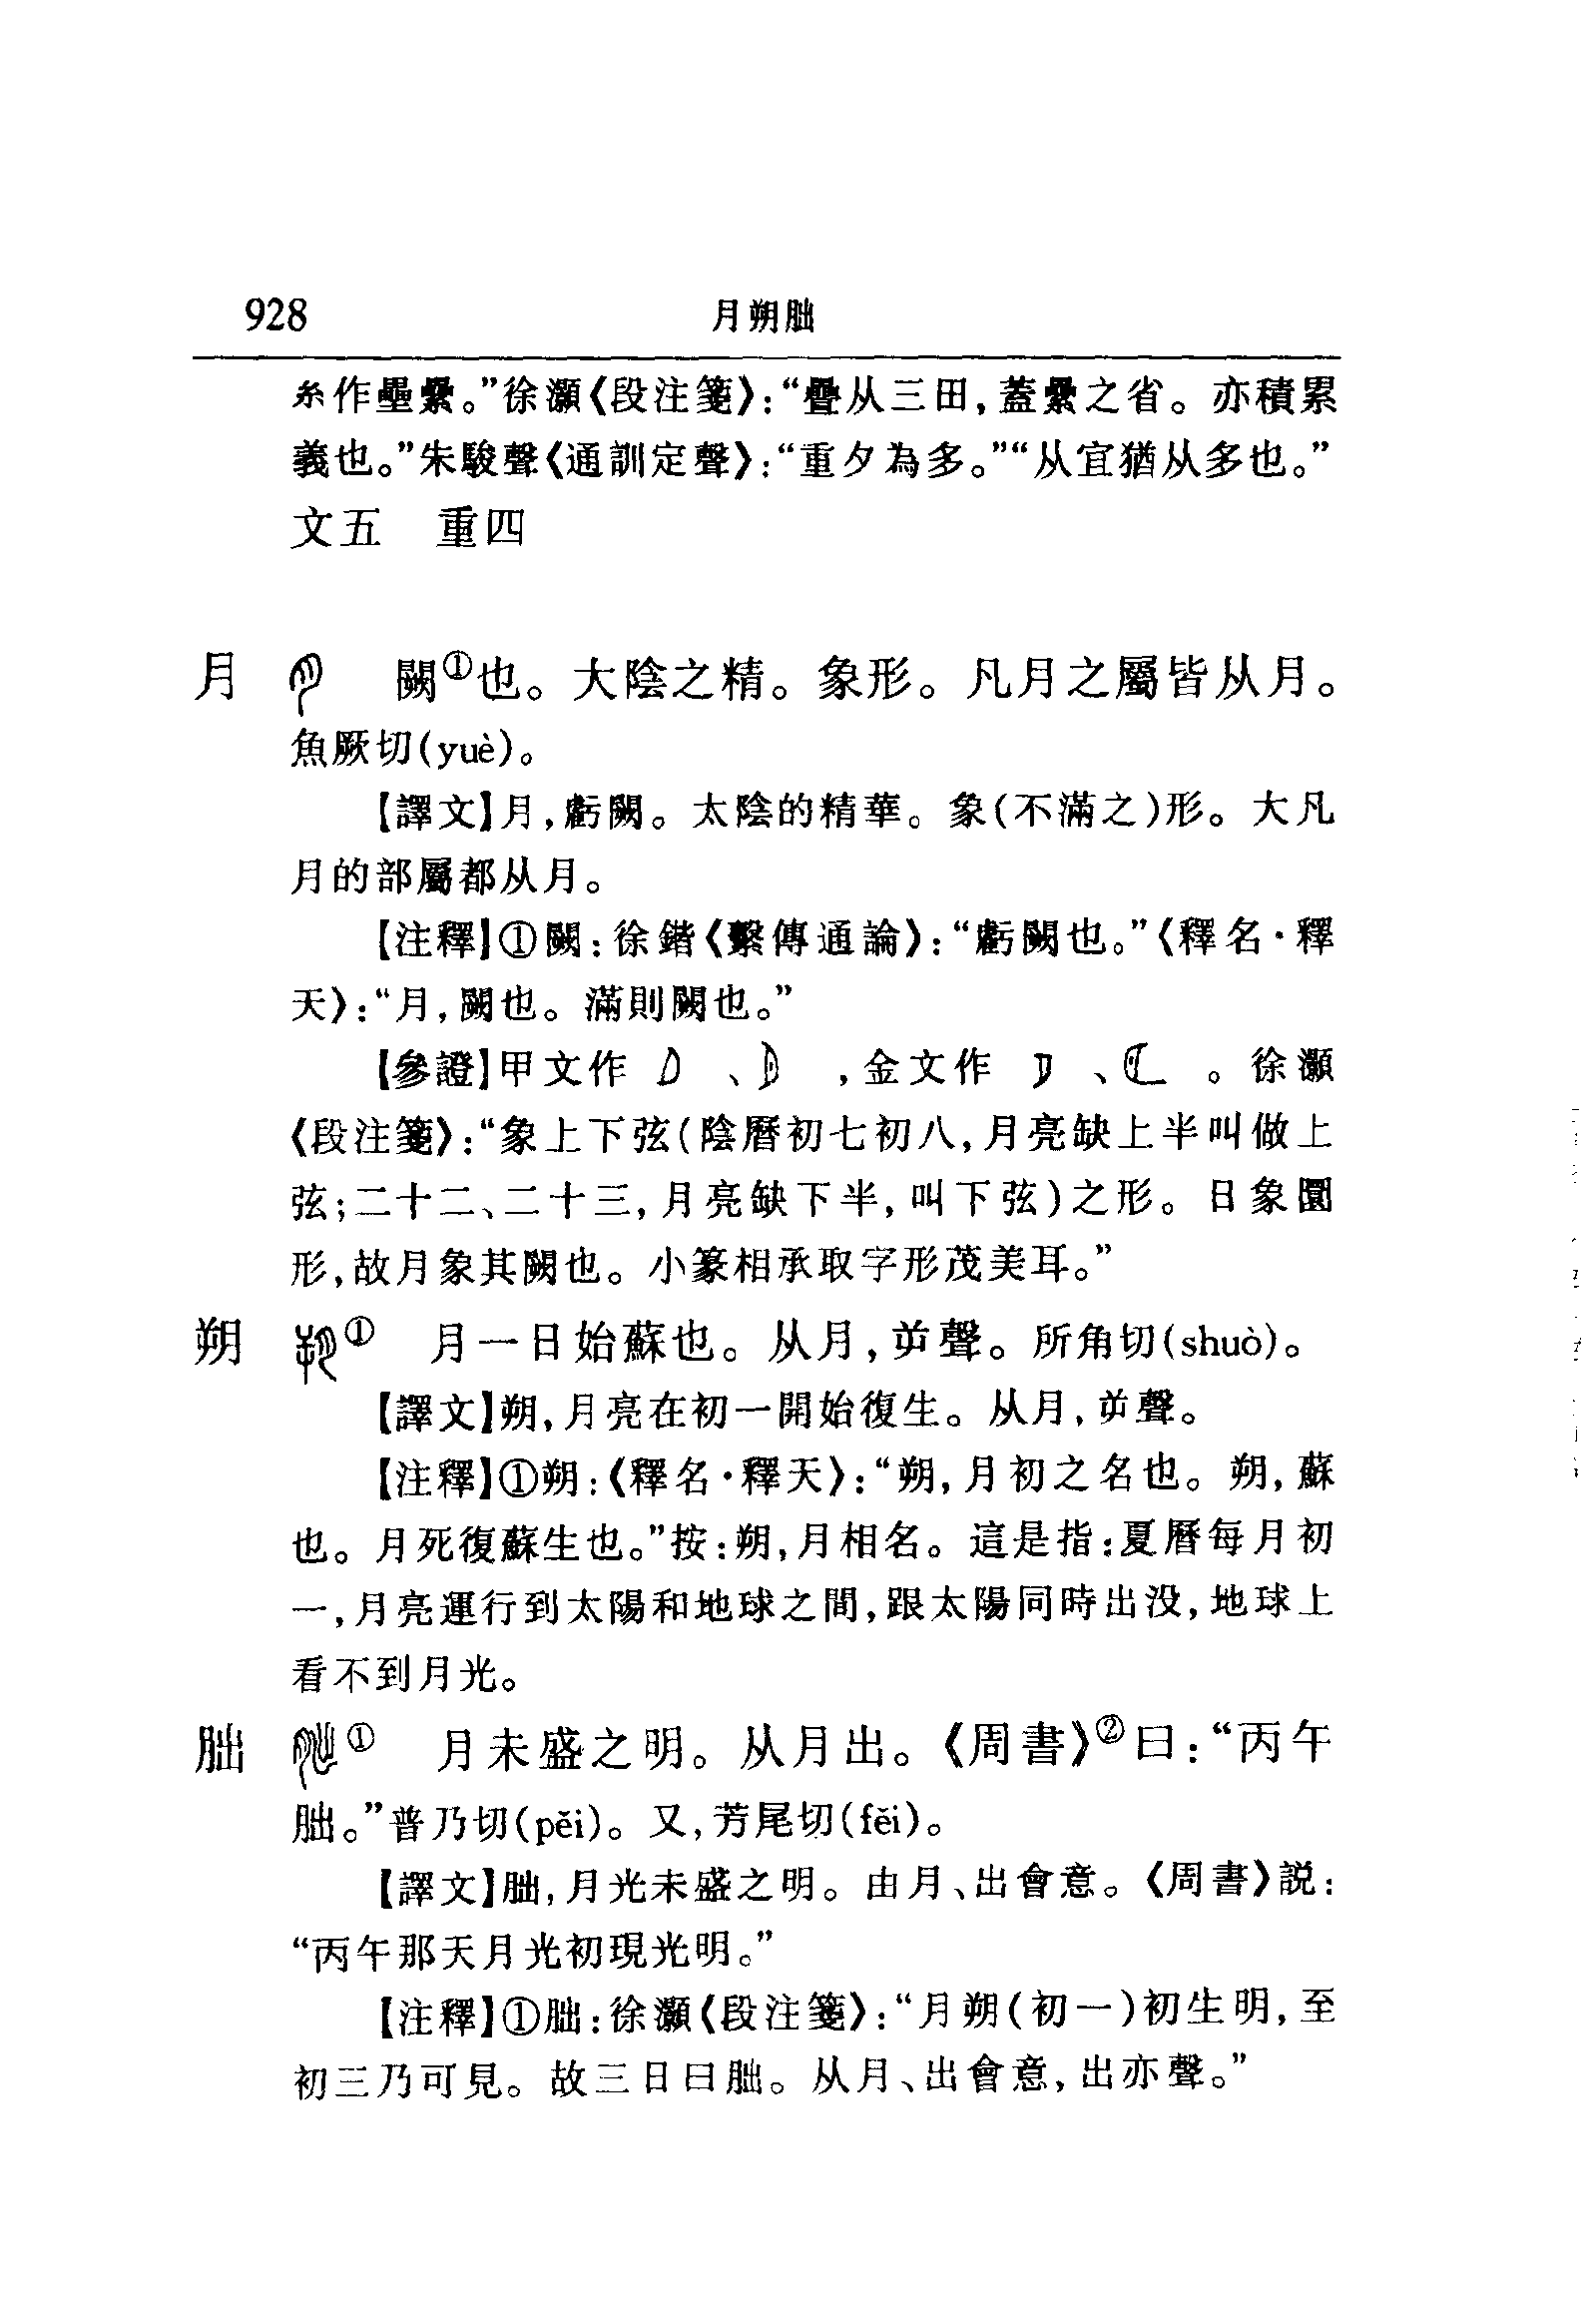 928 月朔朏
糸作壘纍。”徐灝《段注箋》:“疊从三田,蓋纍之省。亦積累
義也。”朱駿聲《通訓定聲》:“重夕為多。”“从宜猶从多也。”
文五 重四
月 闕①也。大陰之精。象形。凡月之屬皆从月。
魚厥切(yuè)。
【譯文】月,虧闕。太陰的精華。象(不滿之)形。大凡
月的部屬都从月。
【注釋】①闕:徐鍇《繫傳通論》:“虧闕也。”《釋名·釋
天》:“月,闕也。滿則闕也。”
【參證】甲文作 、 ,金文作 、 。徐灝
《段注箋》:“象上下弦(陰曆初七初八,月亮缺上半叫做上
弦;二十二、二十三,月亮缺下半,叫下弦)之形。日象圜
形,故月象其闕也。小篆相承取字形茂美耳。”
朔 ① 月一日始蘇也。从月,屰聲。所角切(shuò)。
【譯文】朔,月亮在初一開始復生。从月,屰聲。
【注釋】①朔:《釋名·釋天》:“朔,月初之名也。朔,蘇
也。月死復蘇生也。”按:朔,月相名。這是指:夏曆每月初
一,月亮運行到太陽和地球之間,跟太陽同時出没,地球上
看不到月光。
朏 ① 月未盛之明。从月出。《周書》②曰:“丙午
朏。”普乃切(pěi)。又,芳尾切(fěi)。
【譯文】朏,月光未盛之明。由月、出會意。《周書》説:
“丙午那天月光初現光明。”
【注釋】①朏:徐灝《段注箋》:“月朔(初一)初生明,至
初三乃可見。故三日曰朏。从月、出會意,出亦聲。”